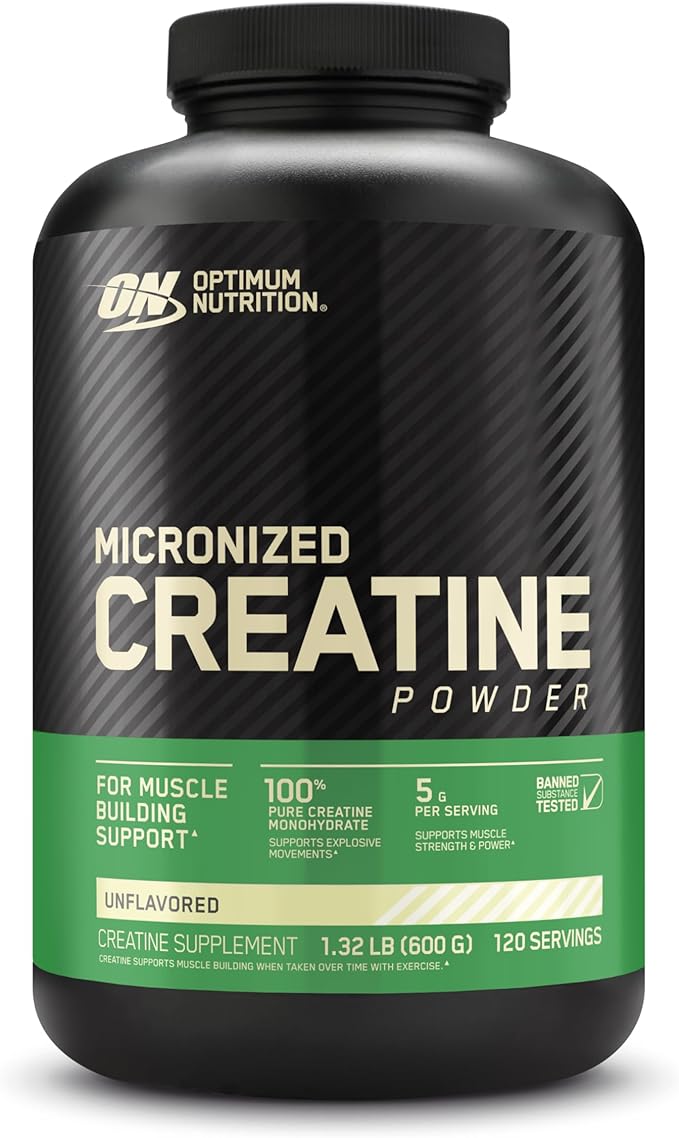 ON OPTIMUM
NUTRITION®
MICRONIZED
CREATINE
POWDER
FOR MUSCLE
BUILDING
SUPPORT▲
100%
PURE CREATINE
MONOHYDRATE
SUPPORTS EXPLOSIVE
MOVEMENTS▲
5 G
PER SERVING
SUPPORTS MUSCLE
STRENGTH & POWER▲
BANNED
SUBSTANCE
TESTED
UNFLAVORED
CREATINE SUPPLEMENT 1.32 LB (600 G) 120 SERVINGS
CREATINE SUPPORTS MUSCLE BUILDING WHEN TAKEN OVER TIME WITH EXERCISE.▲